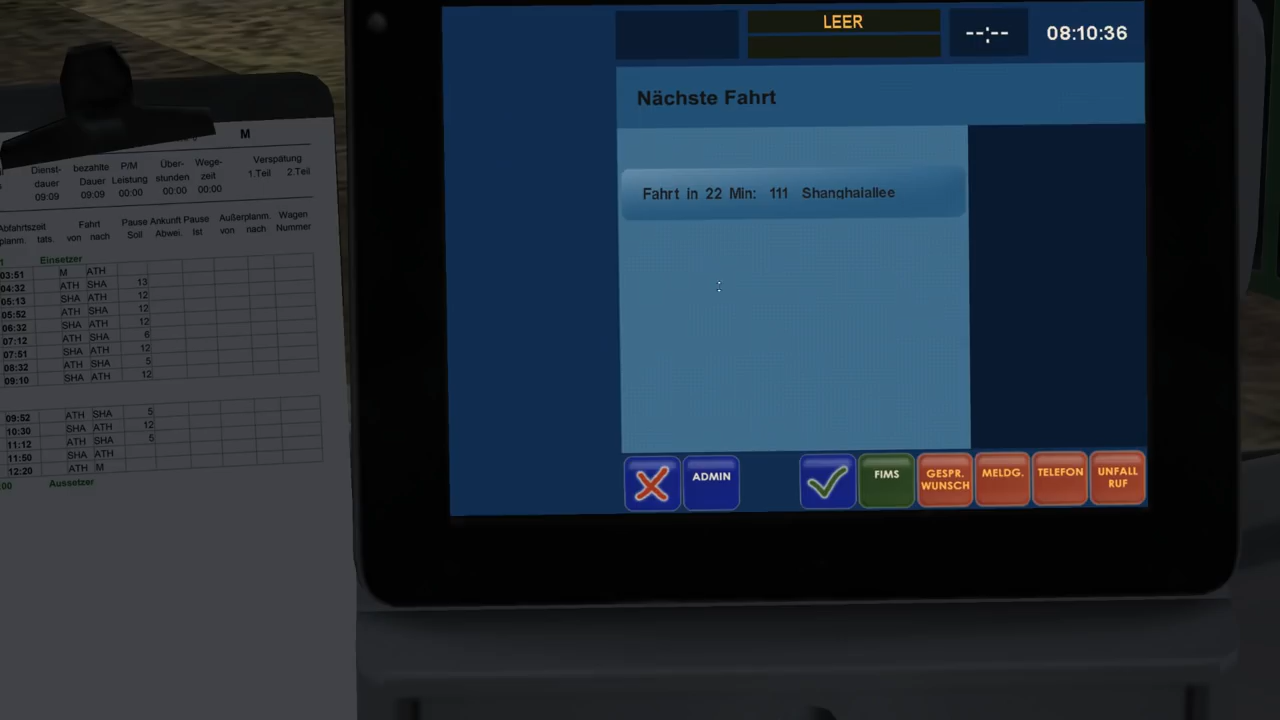 M
Dienst- bezahlte P/M Über- Wege- Verspätung
dauer Dauer Leistung stunden zeit 1.Teil 2.Teil
09:09 09:09 00:00 00:00 00:00
Abfahrtszeit Fahrt Pause Ankunft Pause Außerplanm. Wagen
planm. tats. von nach Soll Abwei. Ist von nach Nummer
Einsetzer
03:51 M ATH
04:32 ATH SHA 13
05:13 SHA ATH 12
05:52 ATH SHA 12
06:32 SHA ATH 12
07:12 ATH SHA 6
07:51 SHA ATH 12
08:32 ATH SHA 5
09:10 SHA ATH 12
09:52 ATH SHA 5
10:30 SHA ATH 12
11:12 ATH SHA 5
11:50 SHA ATH
12:20 ATH M
Aussetzer
LEER
--:--
08:10:36
Nächste Fahrt
Fahrt in 22 Min: 111 Shanghaiallee
ADMIN
FIMS
GESPR.
WUNSCH
MELDG.
TELEFON
UNFALL
RUF